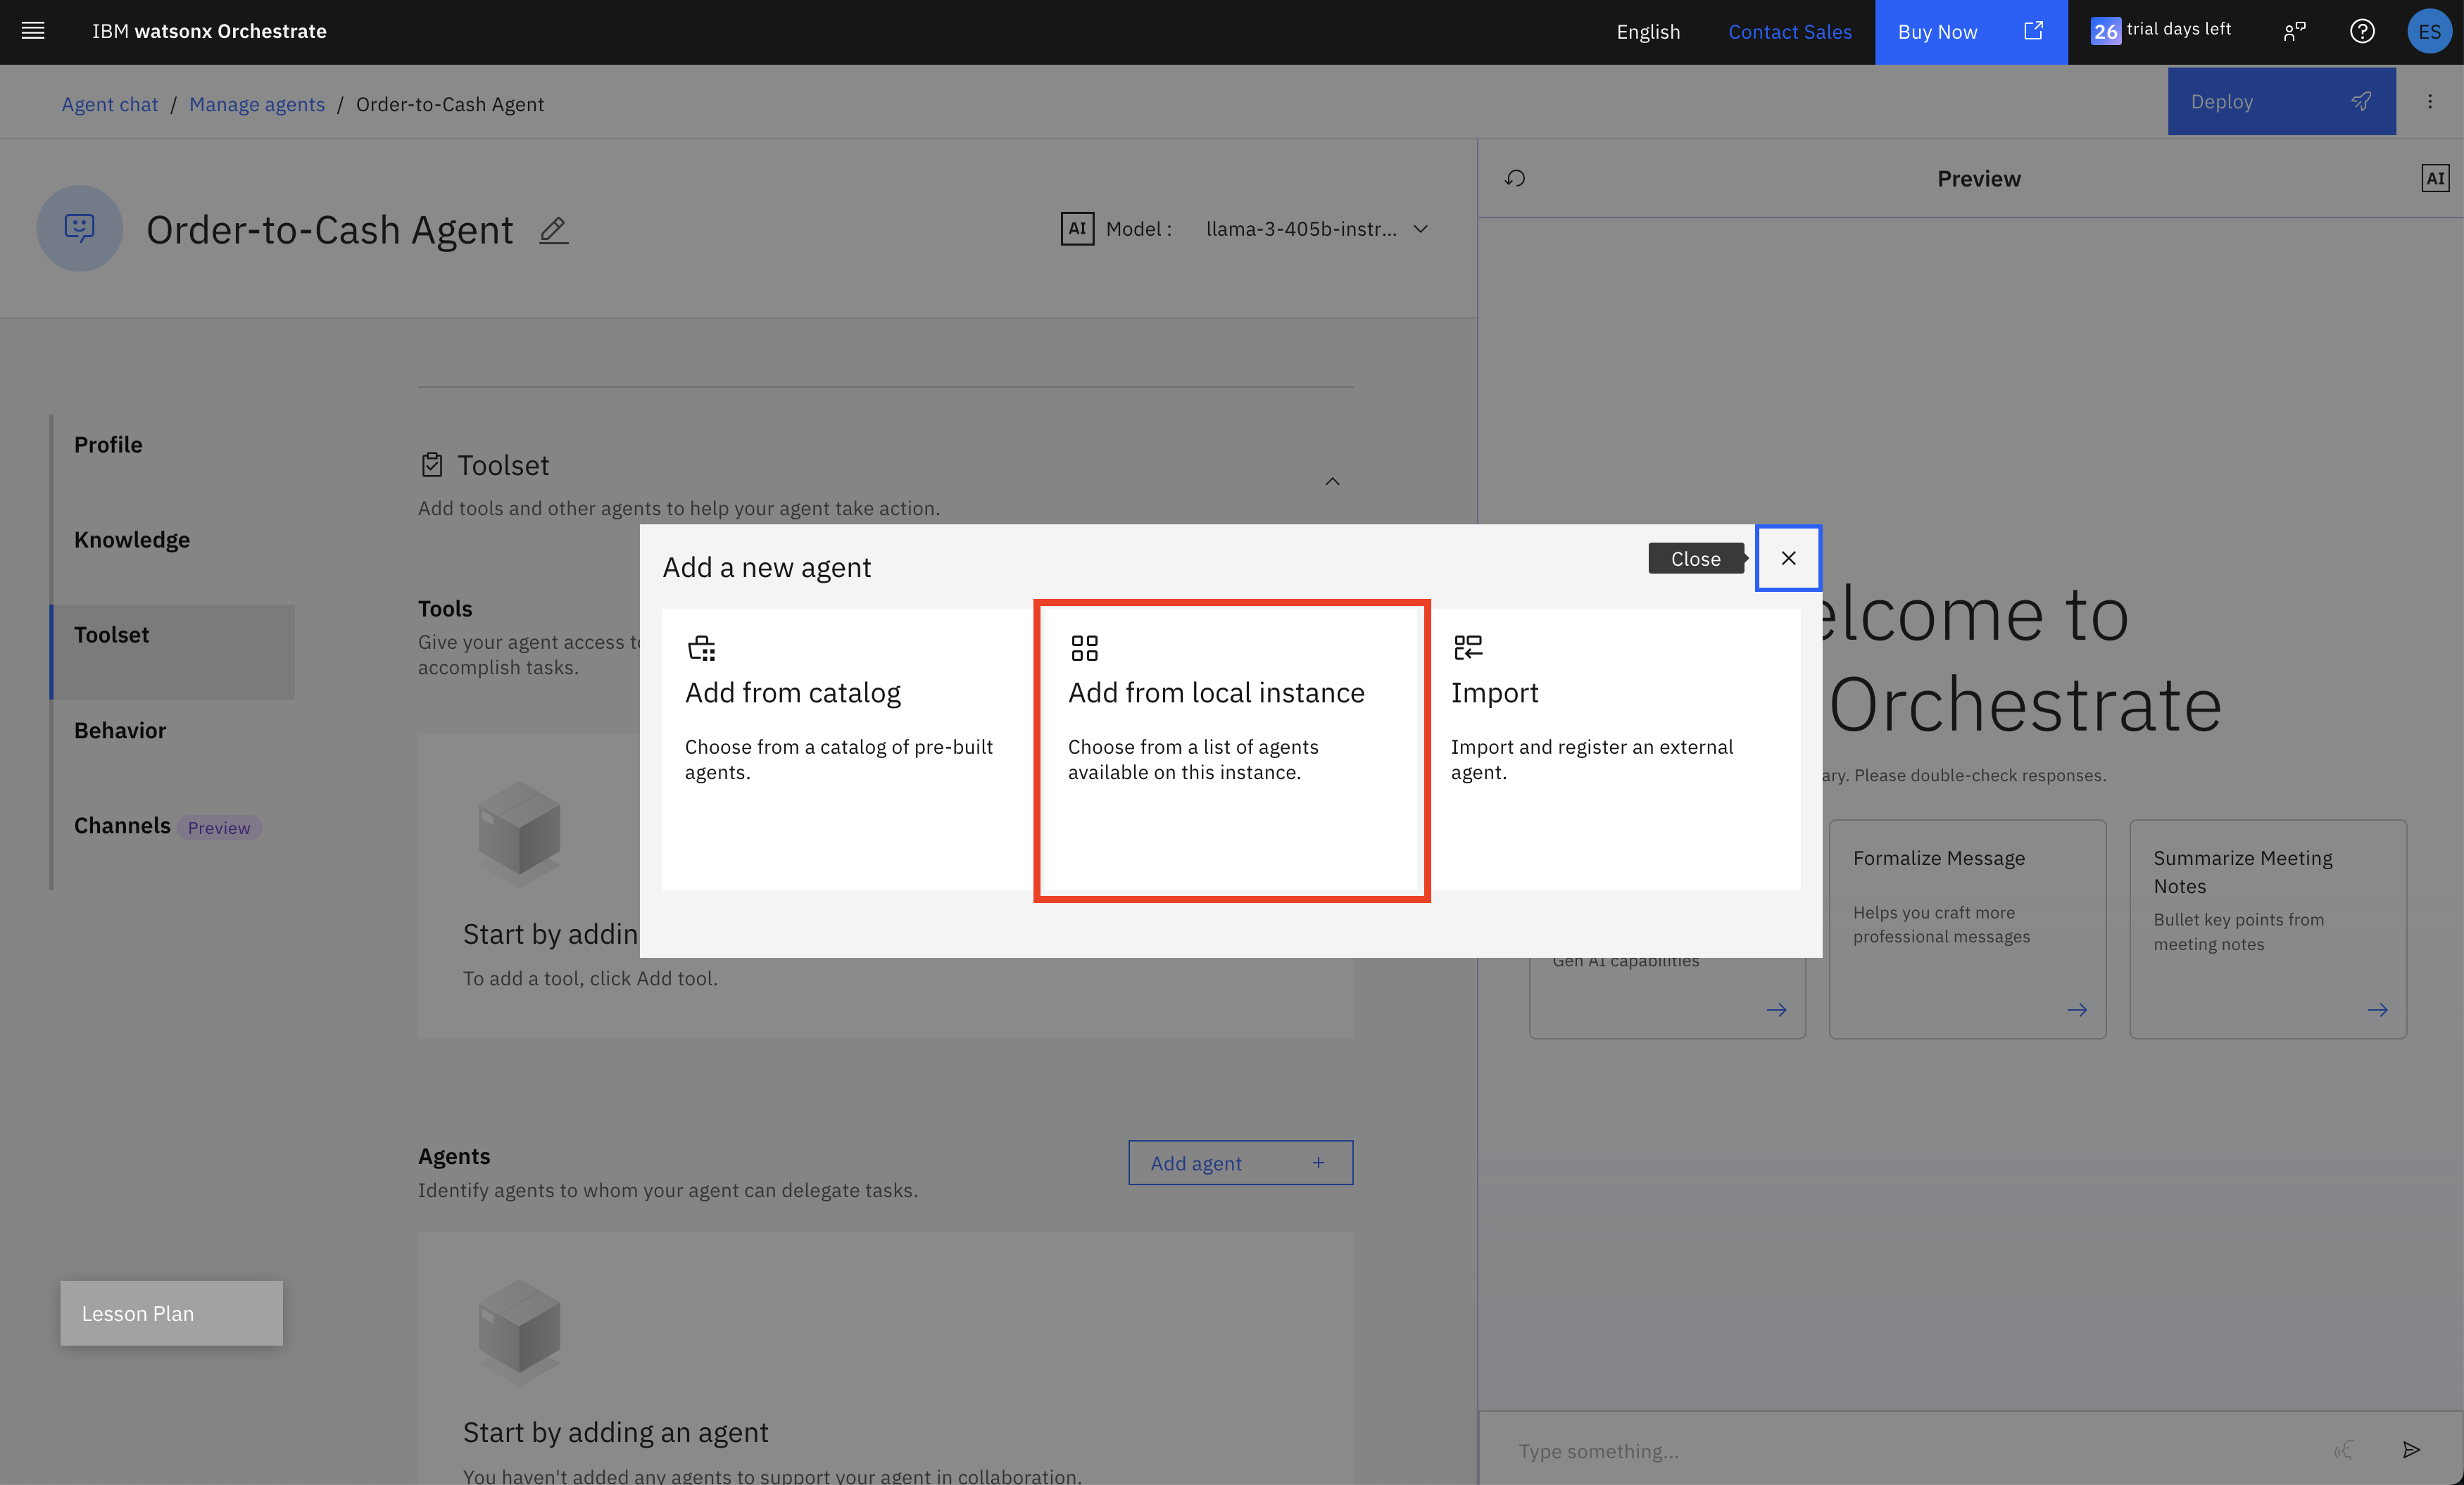 IBM watsonx Orchestrate
English
Contact Sales
Buy Now
26 trial days left
ES
Agent chat / Manage agents / Order-to-Cash Agent
Deploy
Order-to-Cash Agent
AI Model : llama-3-405b-instr...
Preview
AI
Profile
Knowledge
Toolset
Behavior
Channels Preview
Lesson Plan
Toolset
Add tools and other agents to help your agent take action.
Tools
Give your agent access
accomplish tasks.
Start by
To add a tool, click Add tool.
Agents
Identify agents to whom your agent can delegate tasks.
Add agent +
Start by adding an agent
You haven't added any agents to support your agent in collaboration.
Add a new agent
Close
Add from catalog
Choose from a catalog of pre-built
agents.
Add from local instance
Choose from a list of agents
available on this instance.
Import
Import and register an external
agent.
to
Orchestrate
Please double-check responses.
Gen AI capabilities
Formalize Message
Helps you craft more
professional messages
Summarize Meeting
Notes
Bullet key points from
meeting notes
Type something...